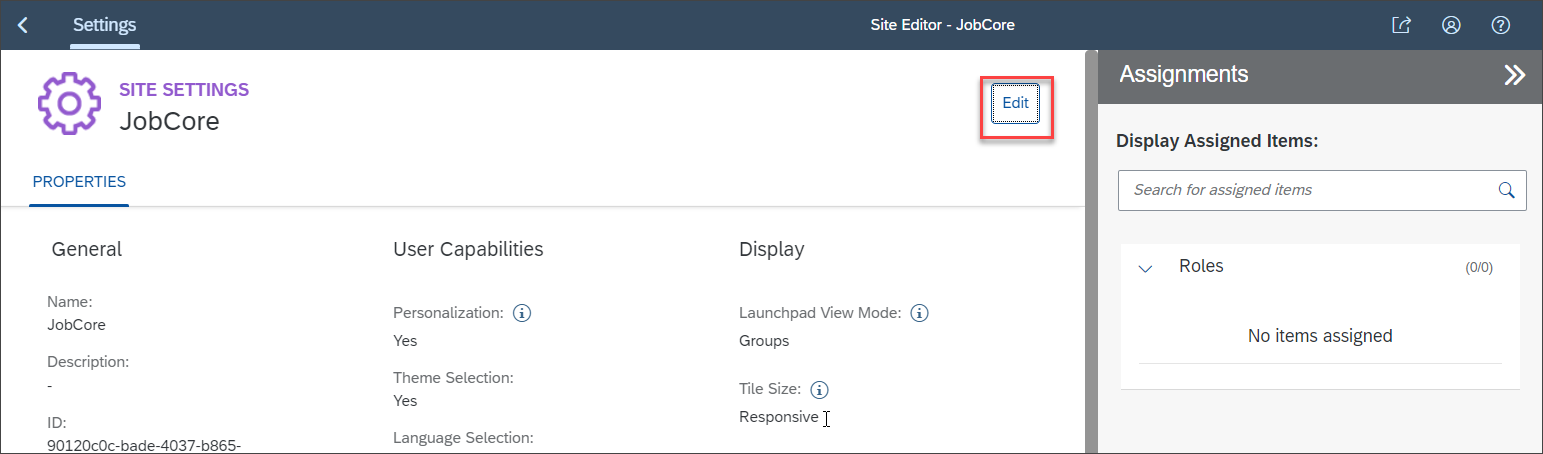 Settings
Site Editor - JobCore
SITE SETTINGS
JobCore
Edit
PROPERTIES
General
Name:
JobCore
Description:
-
ID:
90120c0c-bade-4037-b865-
User Capabilities
Personalization:
Yes
Theme Selection:
Yes
Language Selection:
Display
Launchpad View Mode:
Groups
Tile Size:
Responsive
Assignments
Display Assigned Items:
Search for assigned items
Roles (0/0)
No items assigned